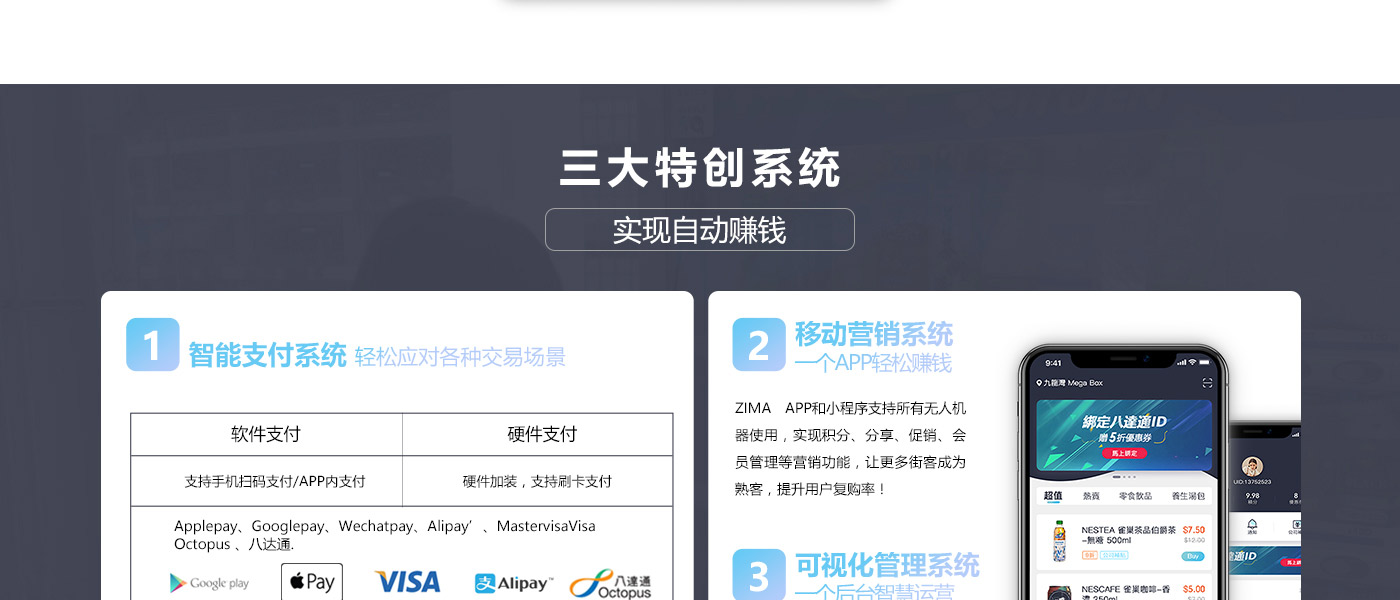 三大特创系统
实现自动赚钱
1
智能支付系统 轻松应对各种交易场景
软件支付 硬件支付
支持手机扫码支付/APP内支付 硬件加装，支持刷卡支付
Applepay、Googlepay、Wechatpay、Alipay’、MastervisaVisa
Octopus 、八达通.
Google play
Pay
VISA
支 Alipay™
八達通
Octopus
2
移动营销系统
一个APP轻松赚钱
ZIMA APP和小程序支持所有无人机
器使用，实现积分、分享、促销、会
员管理等营销功能，让更多街客成为
熟客，提升用户复购率！
3
可视化管理系统
一个后台智慧运营
9:41
九龍灣 Mega Box
綁定八達通ID
贈5折優惠券
馬上綁定
超值 熱賣 零食飲品 養生湯包
NESTEA 雀巢茶品伯爵茶
-無糖 500ml
$7.50
$12.00
Buy
NESCAFE 雀巢咖啡-香
濃 250ml
$5.00
UID:13752523
9.98 8
積分
通知
達通ID